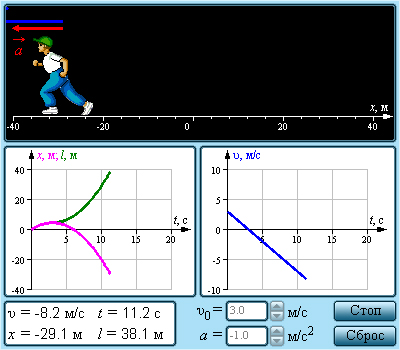 a
x, м
-40 -20 0 20 40
x, м; l, м
40
20
0
-20
-40
5 10 15 20
t, с
υ, м/с
10
5
0
-5
-10
5 10 15 20
t, с
υ = -8.2 м/с t = 11.2 с
x = -29.1 м l = 38.1 м
υ0 = 3.0 м/с
a = -1.0 м/с²
Стоп
Сброс